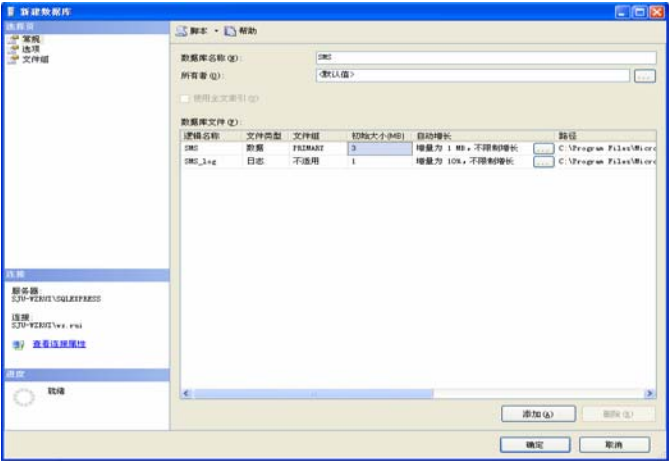 新建数据库
选择页
常规
选项
文件组
脚本 帮助
数据库名称(N): SMS
所有者(O): <默认值> ...
使用全文索引(U)
数据库文件(F):
逻辑名称 文件类型 文件组 初始大小(MB) 自动增长 路径
SMS 数据 PRIMARY 3 增量为 1 MB，不限制增长 ... C:\Program Files\Micro
SMS_log 日志 不适用 1 增量为 10%，不限制增长 ... C:\Program Files\Micro
连接
服务器:
SJU-WZRUI\SQLEXPRESS
连接:
SJU-WZRUI\wz.rui
查看连接属性
进度
就绪
添加(A) 删除(R)
确定 取消